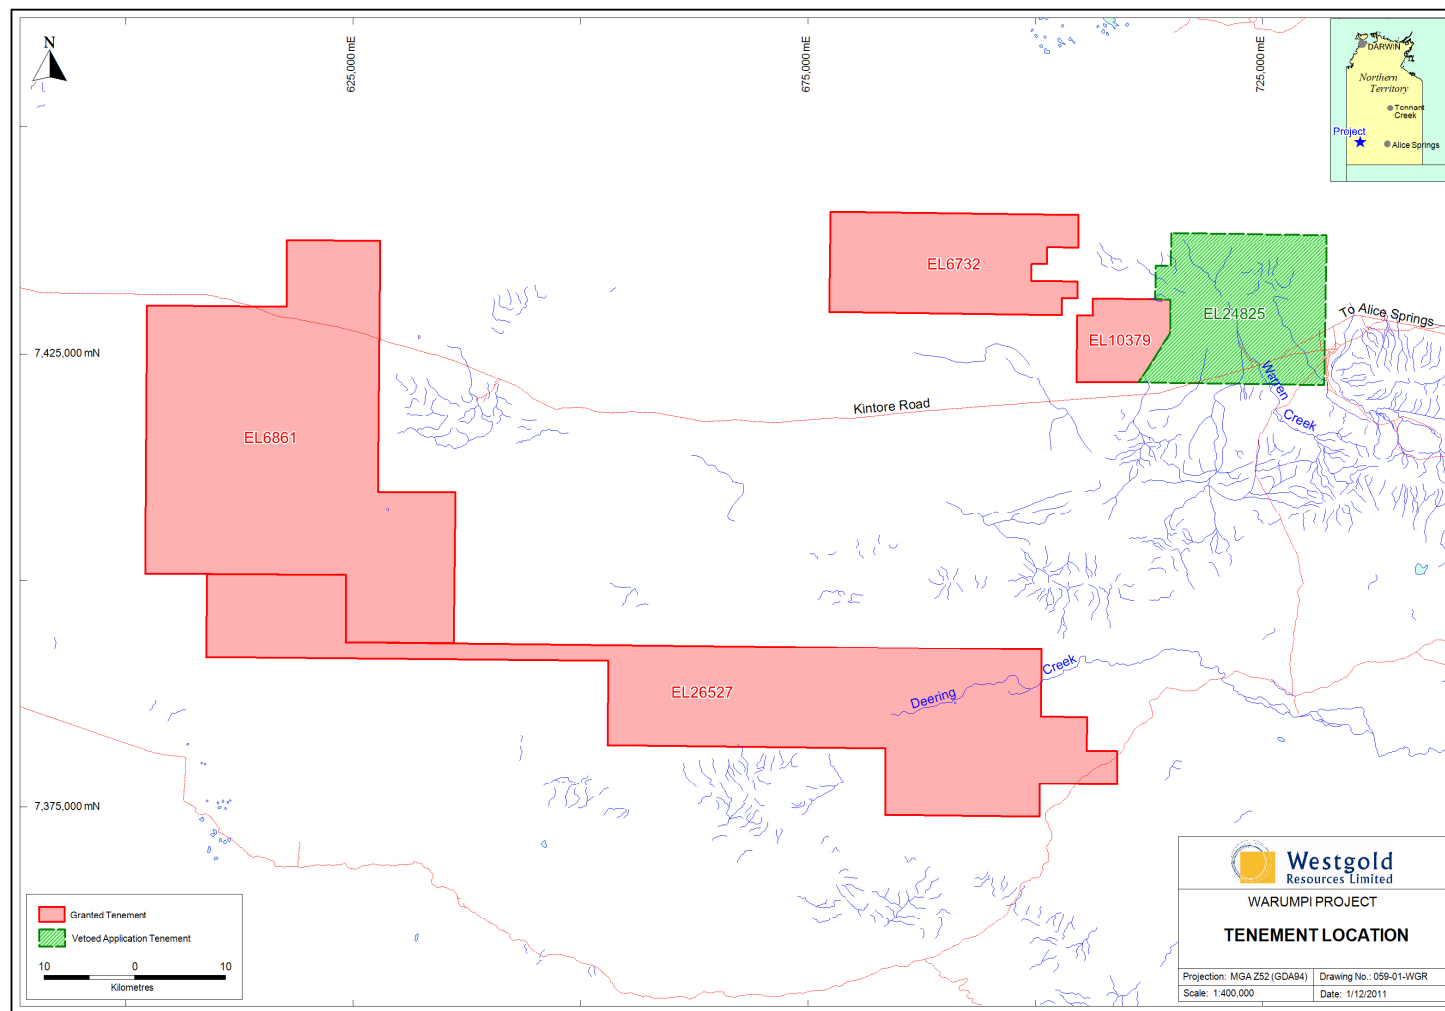 N
625,000 mE
675,000 mE
725,000 mE
DARWIN
Northern
Territory
Tennant
Creek
Project
Alice Springs
EL6732
EL24825
To Alice Springs
EL10379
7,425,000 mN
Warren
Creek
Kintore Road
EL6861
Creek
Deering
EL26527
7,375,000 mN
Westgold
Resources Limited
WARUMPI PROJECT
TENEMENT LOCATION
Projection: MGA Z52 (GDA94)
Drawing No.: 059-01-WGR
Scale: 1:400,000
Date: 1/12/2011
Granted Tenement
Vetoed Application Tenement
10 0 10
Kilometres